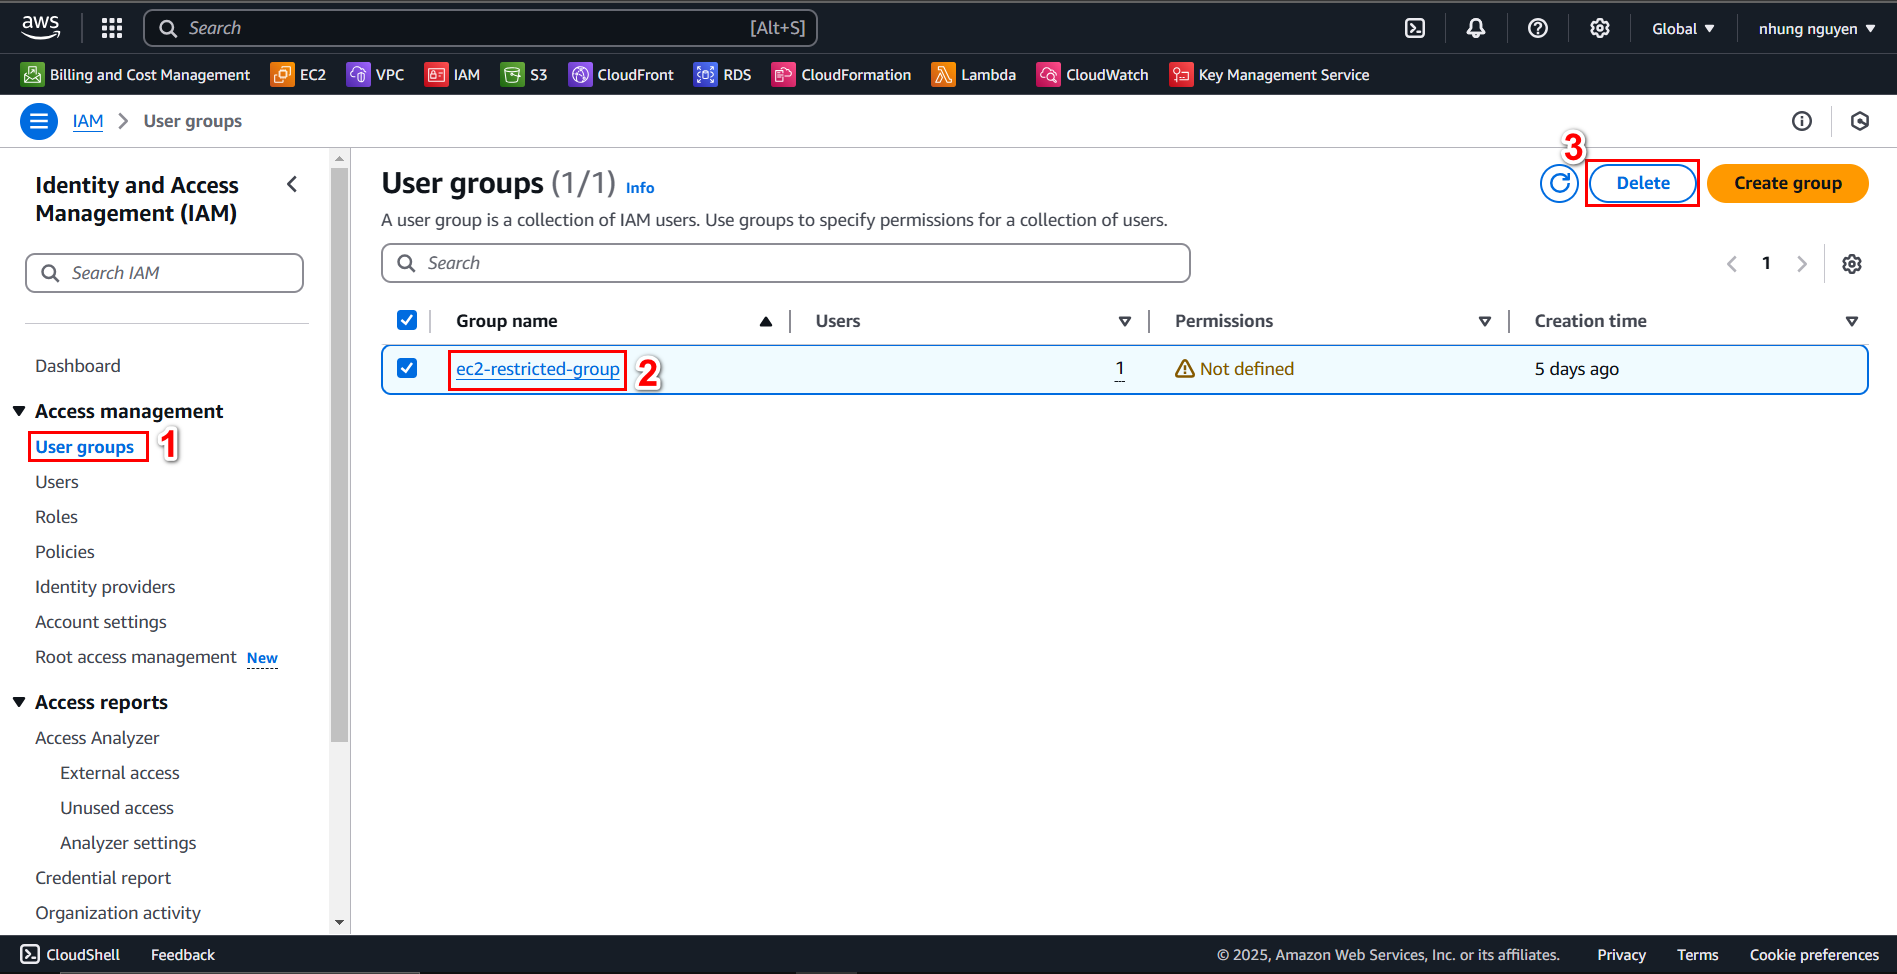 aws Search [Alt+S] Global nhung nguyen
Billing and Cost Management EC2 VPC IAM S3 CloudFront RDS CloudFormation Lambda CloudWatch Key Management Service
IAM User groups
Identity and Access
Management (IAM)
Search IAM
Dashboard
Access management
User groups 1
Users
Roles
Policies
Identity providers
Account settings
Root access management New
Access reports
Access Analyzer
External access
Unused access
Analyzer settings
Credential report
Organization activity
User groups (1/1) Info
3
Delete Create group
A user group is a collection of IAM users. Use groups to specify permissions for a collection of users.
Search
1
Group name Users Permissions Creation time
ec2-restricted-group 2 1 Not defined 5 days ago
CloudShell Feedback © 2025, Amazon Web Services, Inc. or its affiliates. Privacy Terms Cookie preferences